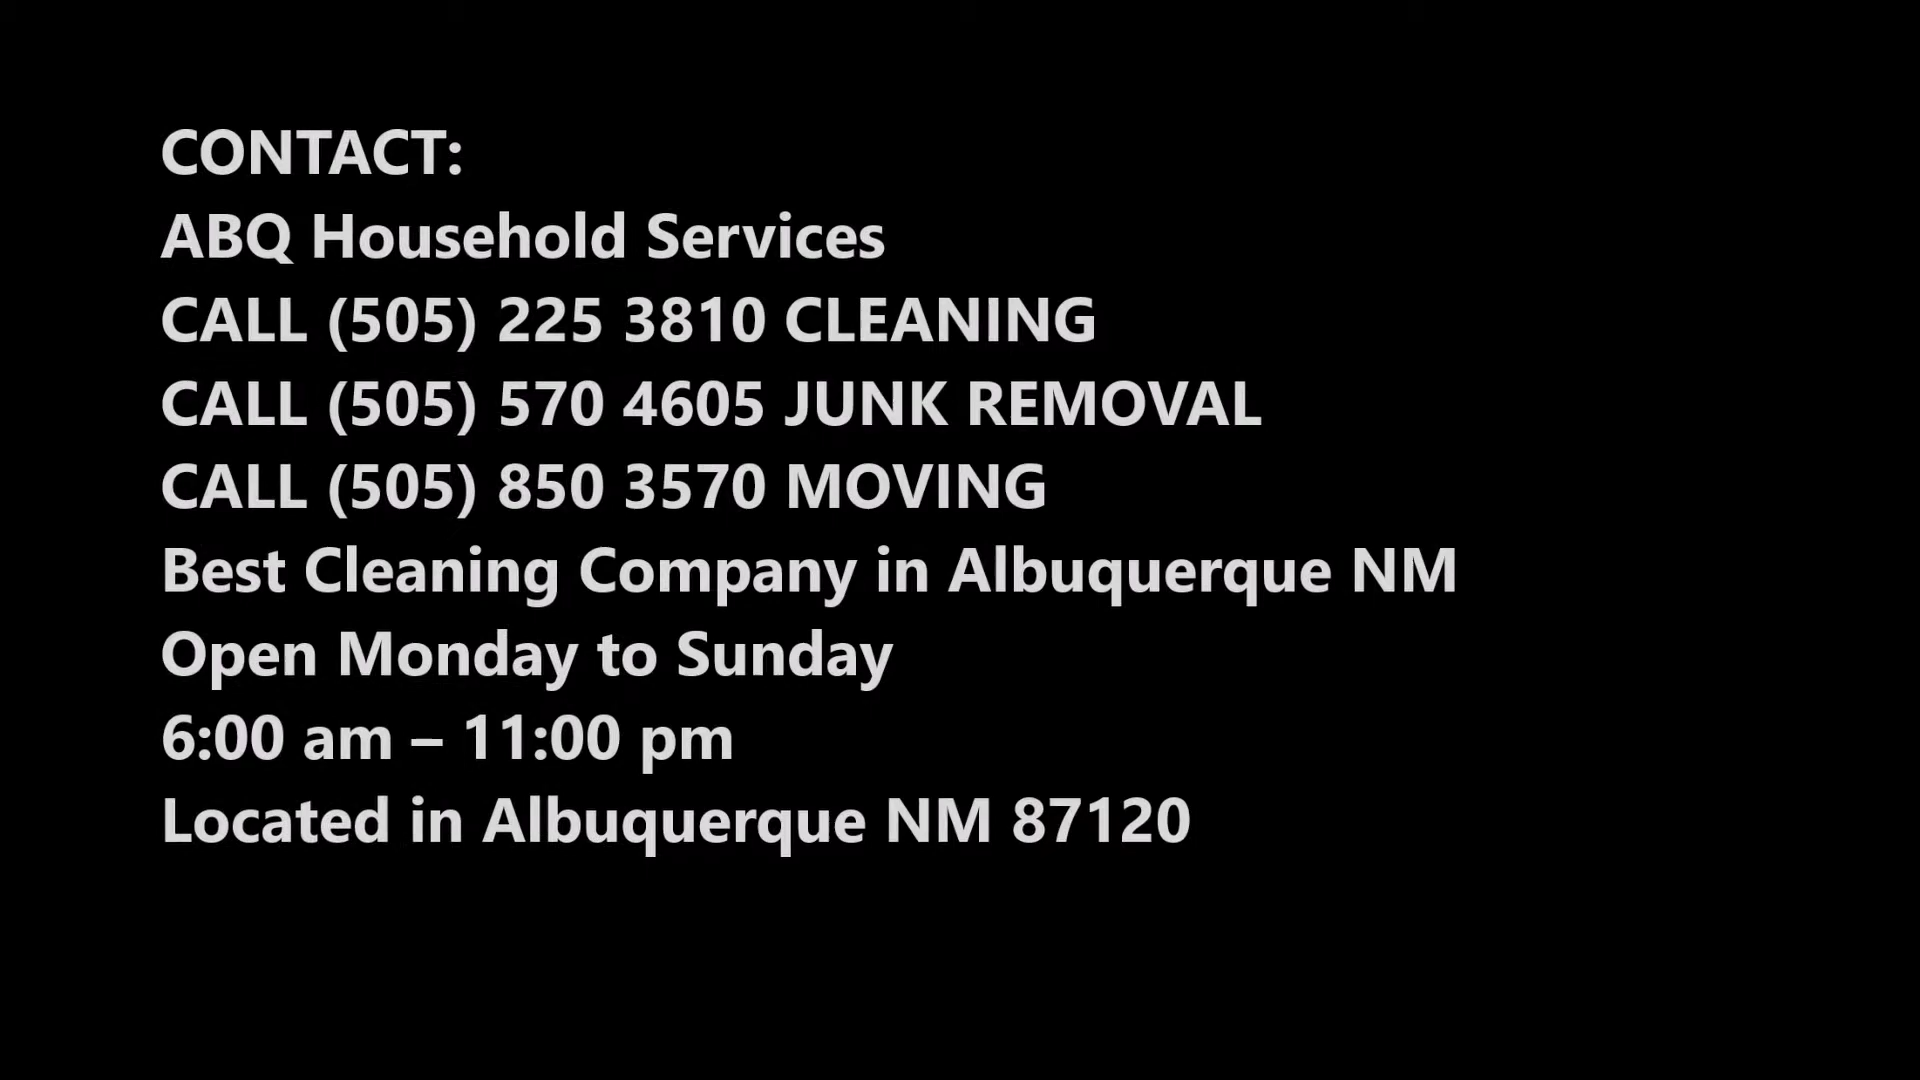 CONTACT:
ABQ Household Services
CALL (505) 225 3810 CLEANING
CALL (505) 570 4605 JUNK REMOVAL
CALL (505) 850 3570 MOVING
Best Cleaning Company in Albuquerque NM
Open Monday to Sunday
6:00 am – 11:00 pm
Located in Albuquerque NM 87120